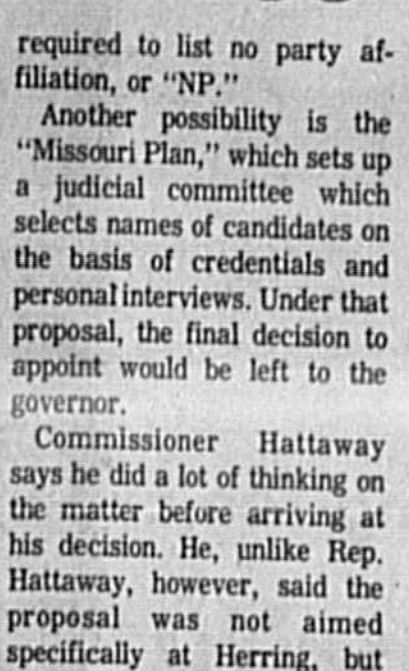 required to list no party af-
filiation, or "NP."
Another possibility is the
"Missouri Plan," which sets up
a judicial committee which
selects names of candidates on
the basis of credentials and
personal interviews. Under that
proposal, the final decision to
appoint would be left to the
governor.
Commissioner Hattaway
says he did a lot of thinking on
the matter before arriving at
his decision. He, unlike Rep.
Hattaway, however, said the
proposal was not aimed
specifically at Herring, but